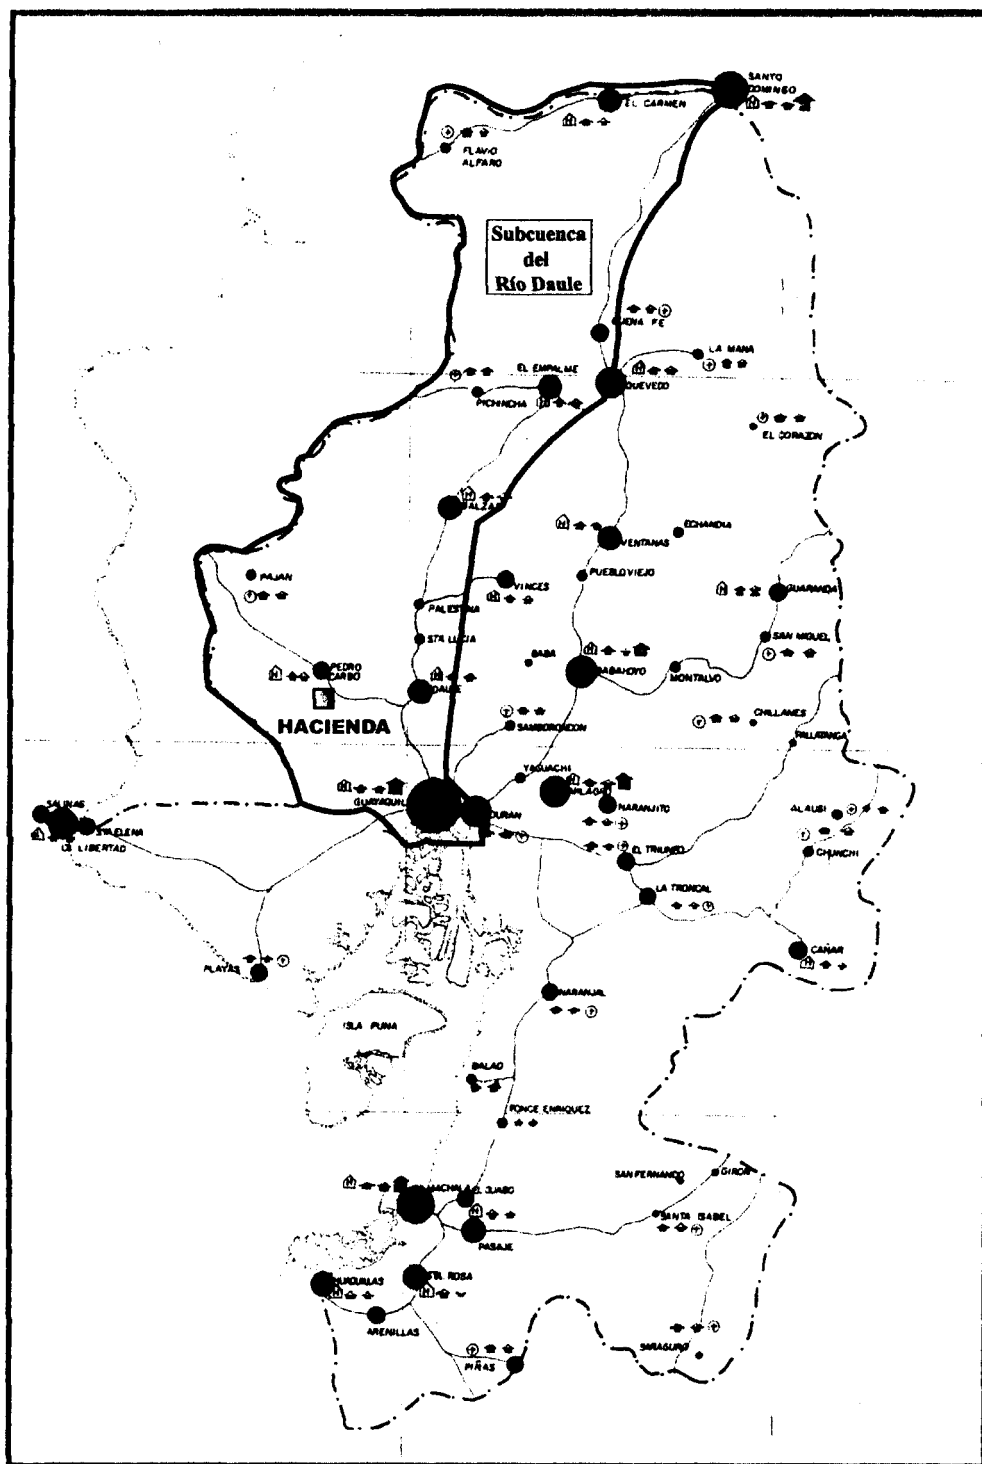 SANTO
DOMINGO
EL CARMEN
FLAVIO
ALFARO
Subcuenca
del
Río Daule
BUENA FE
LA MANA
EL EMPALME
QUEVEDO
PICHINCHA
EL CORAZON
BALZAR
VENTANAS
ECHANDIA
PAJAN
PUEBLOVIEJO
VINCES
GUARANDA
PALESTINA
STA LUCIA
SAN MIGUEL
BABA
PEDRO
CARBO
BABAHOYO
MONTALVO
DAULE
HACIENDA
SAMBORONDON
CHILLANES
PALLATANGA
YAGUACHI
MILAGRO
GUAYAQUIL
SALINAS
DURAN
NARANJITO
ALAUSI
STA ELENA
LA LIBERTAD
EL TRIUNFO
CHUNCHI
LA TRONCAL
CAÑAR
PLAYAS
NARANJAL
ISLA PUNA
BALAO
PONCE ENRIQUEZ
SAN FERNANDO
GIRON
MACHALA
EL GUABO
SANTA ISABEL
PASAJE
HUAQUILLAS
STA. ROSA
ARENILLAS
SARAGURO
PIÑAS